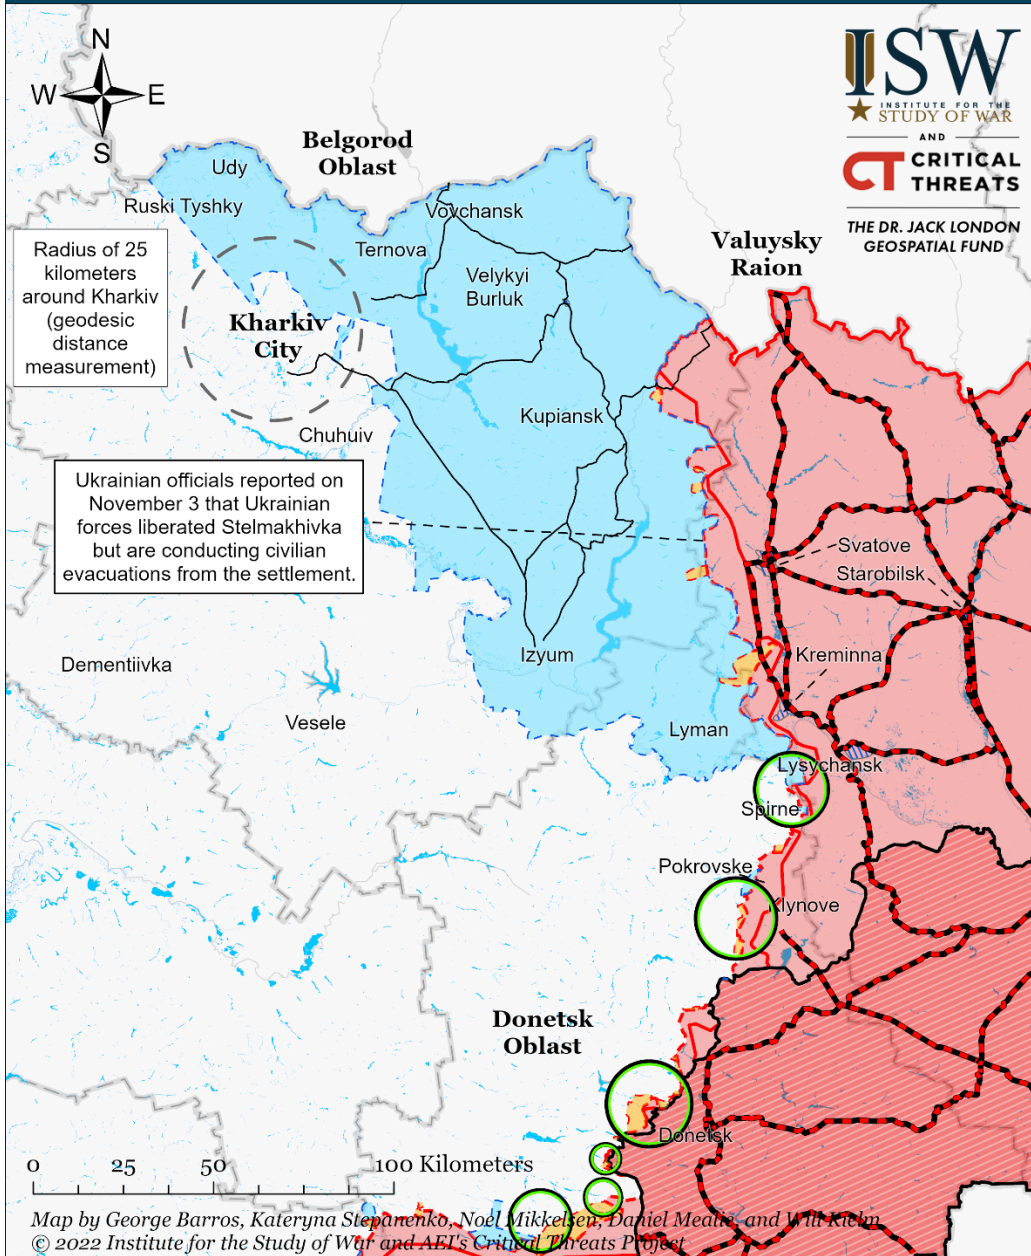 N
W E
S
ISW
INSTITUTE FOR THE
STUDY OF WAR
AND
CT CRITICAL
THREATS
THE DR. JACK LONDON
GEOSPATIAL FUND
Belgorod
Oblast
Udy
Ruski Tyshky
Vovchansk
Ternova
Valuysky
Raion
Radius of 25
kilometers
around Kharkiv
(geodesic
distance
measurement)
Velykyi
Burluk
Kharkiv
City
Kupiansk
Chuhuiv
Ukrainian officials reported on
November 3 that Ukrainian
forces liberated Stelmakhivka
but are conducting civilian
evacuations from the settlement.
Svatove
Starobilsk
Izyum
Kreminna
Dementiivka
Vesele
Lyman
Lysychansk
Spirne
Pokrovske
Klynove
Donetsk
Oblast
Donetsk
0 25 50 100 Kilometers
Map by George Barros, Kateryna Stepanenko, Noel Mikkelsen, Daniel Mealie, and Will Kielm
© 2022 Institute for the Study of War and AEI's Critical Threats Project